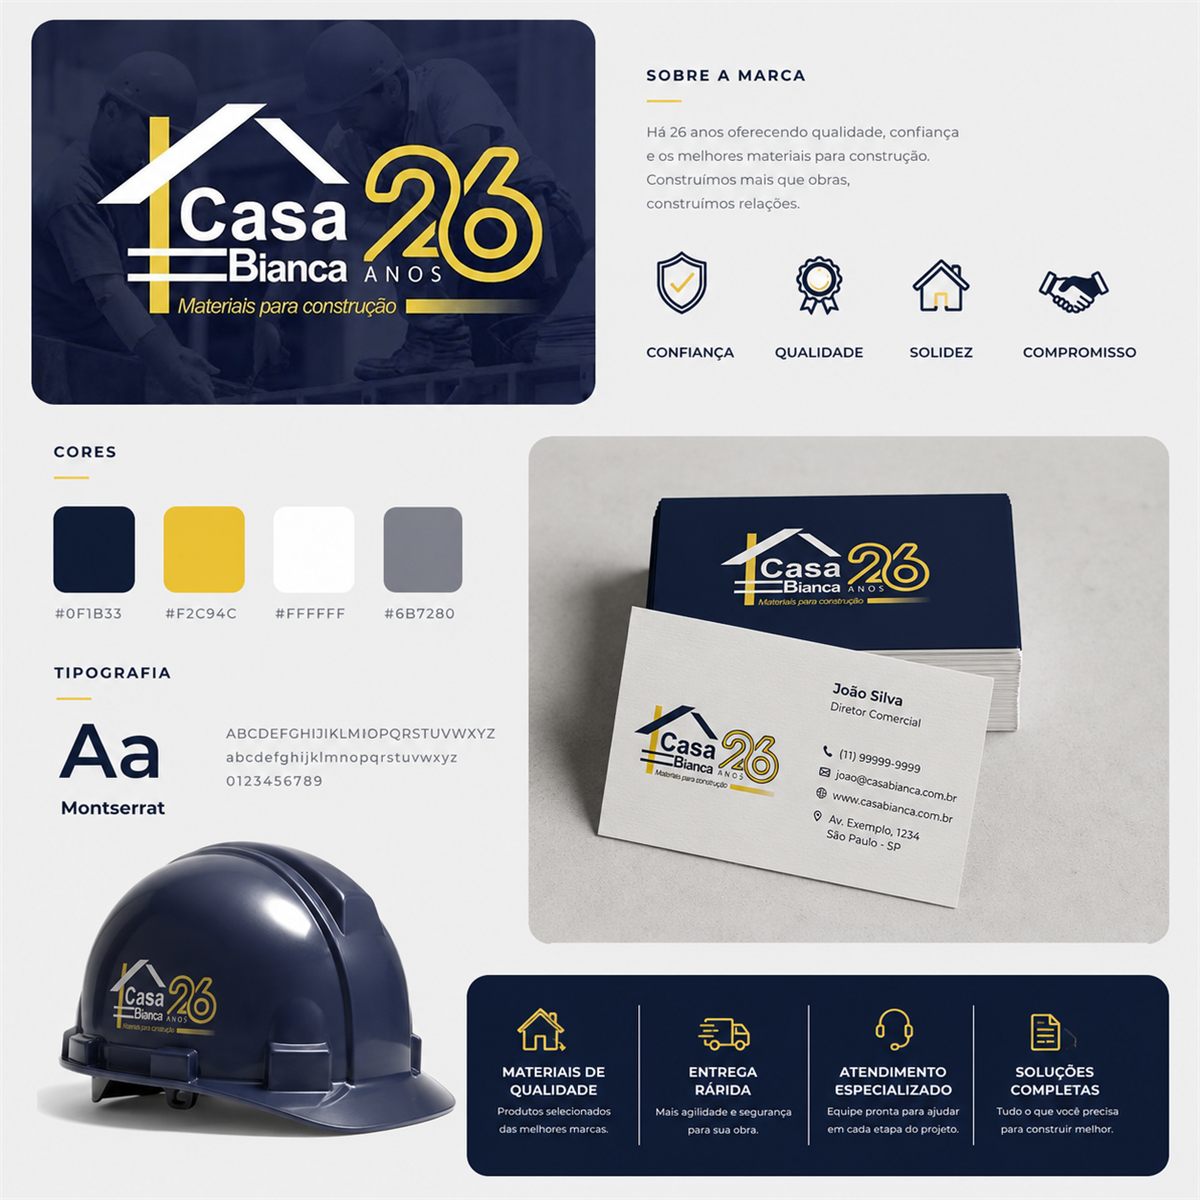 Casa
Bianca
26
ANOS
Materiais para construção
SOBRE A MARCA
Há 26 anos oferecendo qualidade, confiança
e os melhores materiais para construção.
Construímos mais que obras,
construímos relações.
CONFIANÇA
QUALIDADE
SOLIDEZ
COMPROMISSO
CORES
#0F1B33
#F2C94C
#FFFFFF
#6B7280
TIPOGRAFIA
Aa
Montserrat
ABCDEFGHIJIKLMIOPQRSTUVWXYZ
abcdefghijklmnopqrstuvwxyz
0123456789
Casa
Bianca
26
ANOS
Materiais para construção
Casa
Bianca
26
ANOS
Materiais para construção
João Silva
Diretor Comercial
(11) 99999-9999
joao@casabianca.com.br
www.casabianca.com.br
Av. Exemplo, 1234
São Paulo - SP
Casa
Bianca
26
ANOS
Materiais para construção
MATERIAIS DE
QUALIDADE
Produtos selecionados
das melhores marcas.
ENTREGA
RÁRIDA
Mais agilidade e segurança
para sua obra.
ATENDIMENTO
ESPECIALIZADO
Equipe pronta para ajudar
em cada etapa do projeto.
SOLUÇÕES
COMPLETAS
Tudo o que você precisa
para construir melhor.